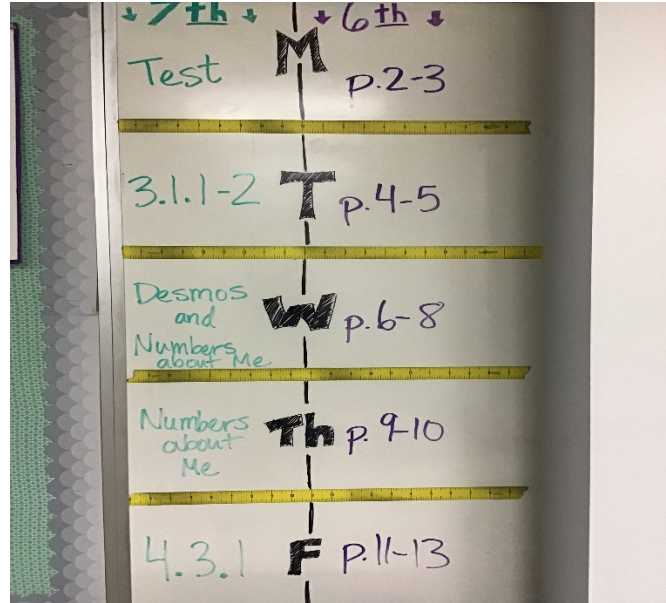 ↓ 7th ↓ ↓ 6th ↓
Test M p.2-3
3.1.1-2 T p.4-5
Desmos
and
Numbers
about Me
W p.6-8
Numbers
about
Me
Th p. 9-10
4.3.1 F p.11-13